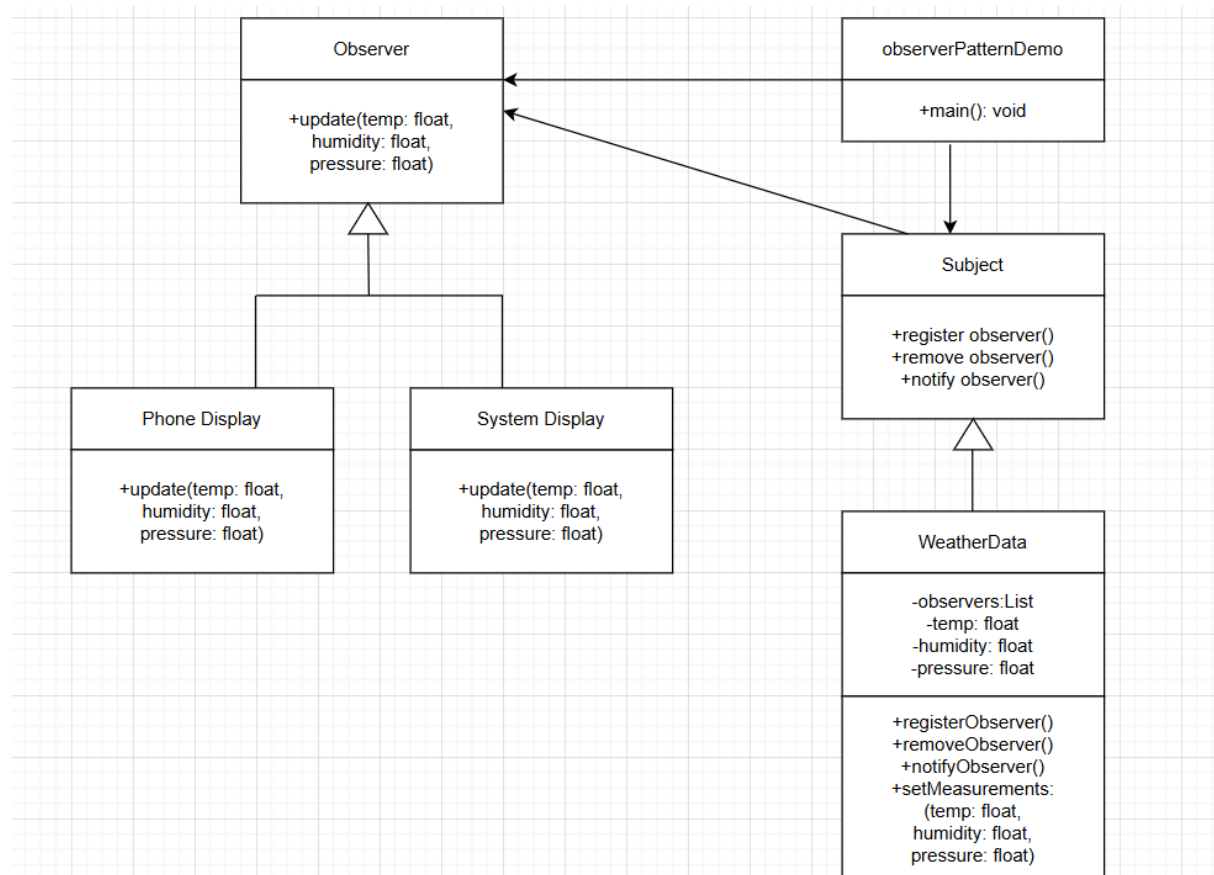 Observer
+update(temp: float,
humidity: float,
pressure: float)
observerPatternDemo
+main(): void
Subject
+register observer()
+remove observer()
+notify observer()
Phone Display
+update(temp: float,
humidity: float,
pressure: float)
System Display
+update(temp: float,
humidity: float,
pressure: float)
WeatherData
-observers:List
-temp: float
-humidity: float
-pressure: float
+registerObserver()
+removeObserver()
+notifyObserver()
+setMeasurements:
(temp: float,
humidity: float,
pressure: float)